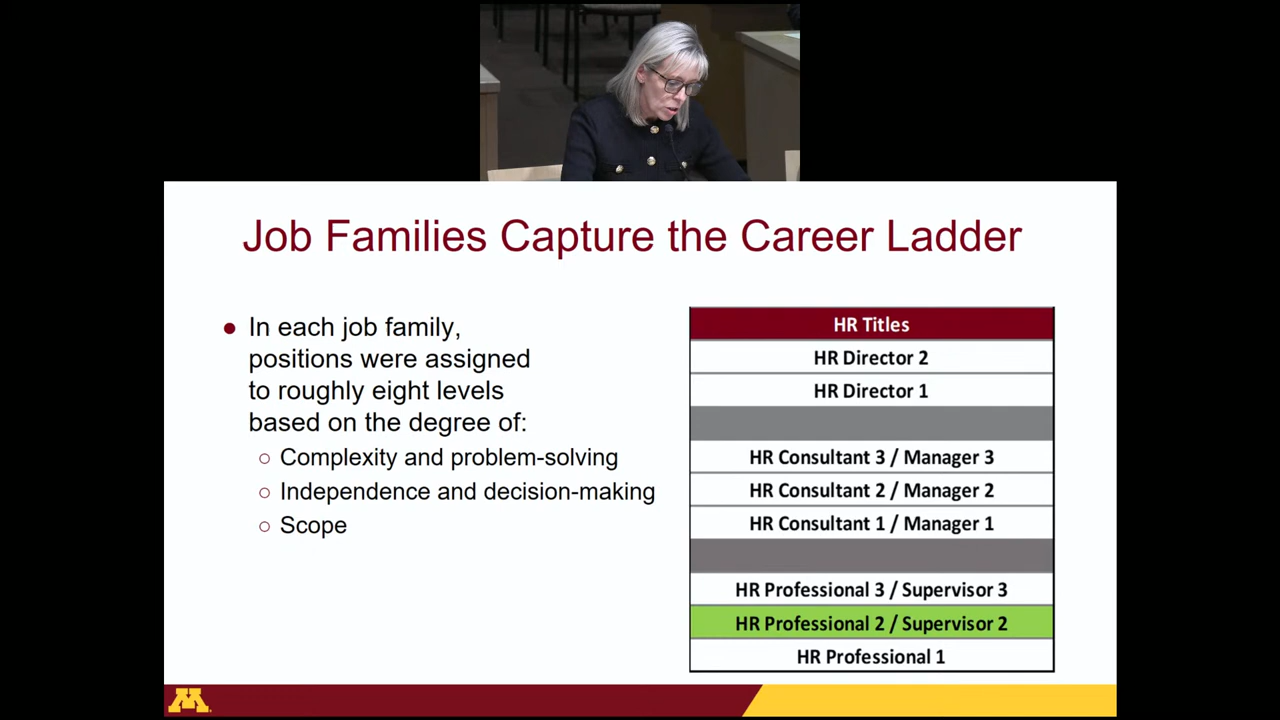 Job Families Capture the Career Ladder
● In each job family,
positions were assigned
to roughly eight levels
based on the degree of:
○ Complexity and problem-solving
○ Independence and decision-making
○ Scope
HR Titles
HR Director 2
HR Director 1
HR Consultant 3 / Manager 3
HR Consultant 2 / Manager 2
HR Consultant 1 / Manager 1
HR Professional 3 / Supervisor 3
HR Professional 2 / Supervisor 2
HR Professional 1
M